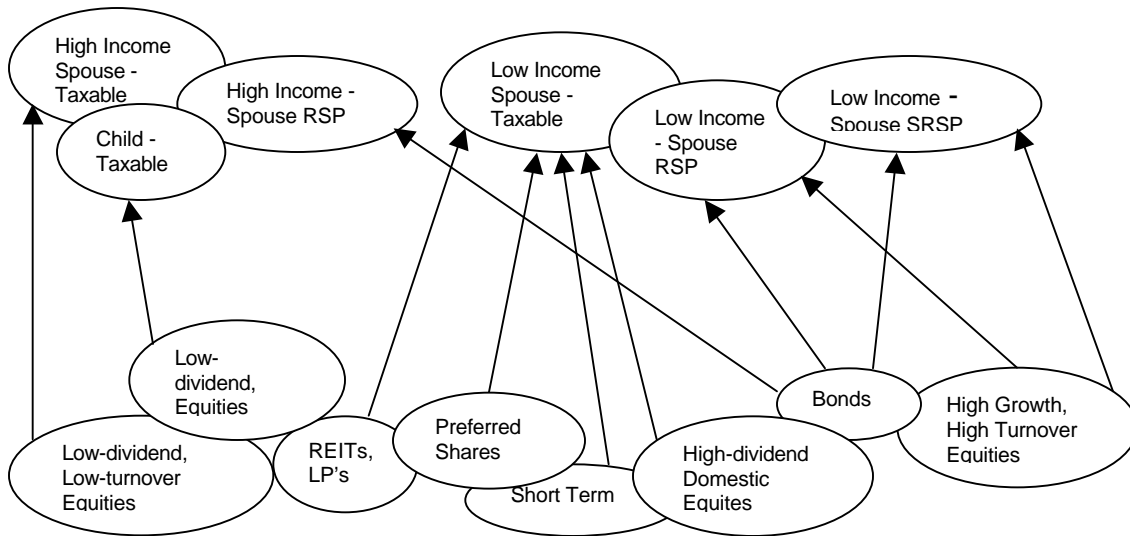 High Income
Spouse -
Taxable
High Income -
Spouse RSP
Child -
Taxable
Low Income
Spouse -
Taxable
Low Income
- Spouse
RSP
Low Income -
Spouse SRSP
Low-
dividend,
Equities
Low-dividend,
Low-turnover
Equities
REITs,
LP's
Preferred
Shares
Short Term
High-dividend
Domestic
Equites
Bonds
High Growth,
High Turnover
Equities